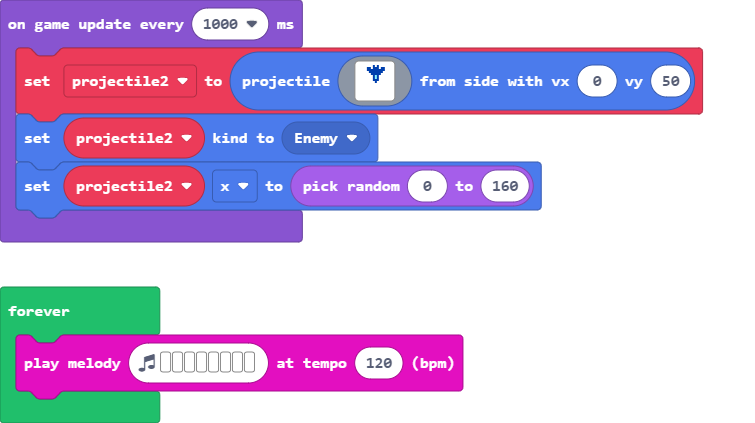 on game update every 1000 ms
set projectile2 to projectile from side with vx 0 vy 50
set projectile2 kind to Enemy
set projectile2 x to pick random 0 to 160
forever
play melody at tempo 120 (bpm)